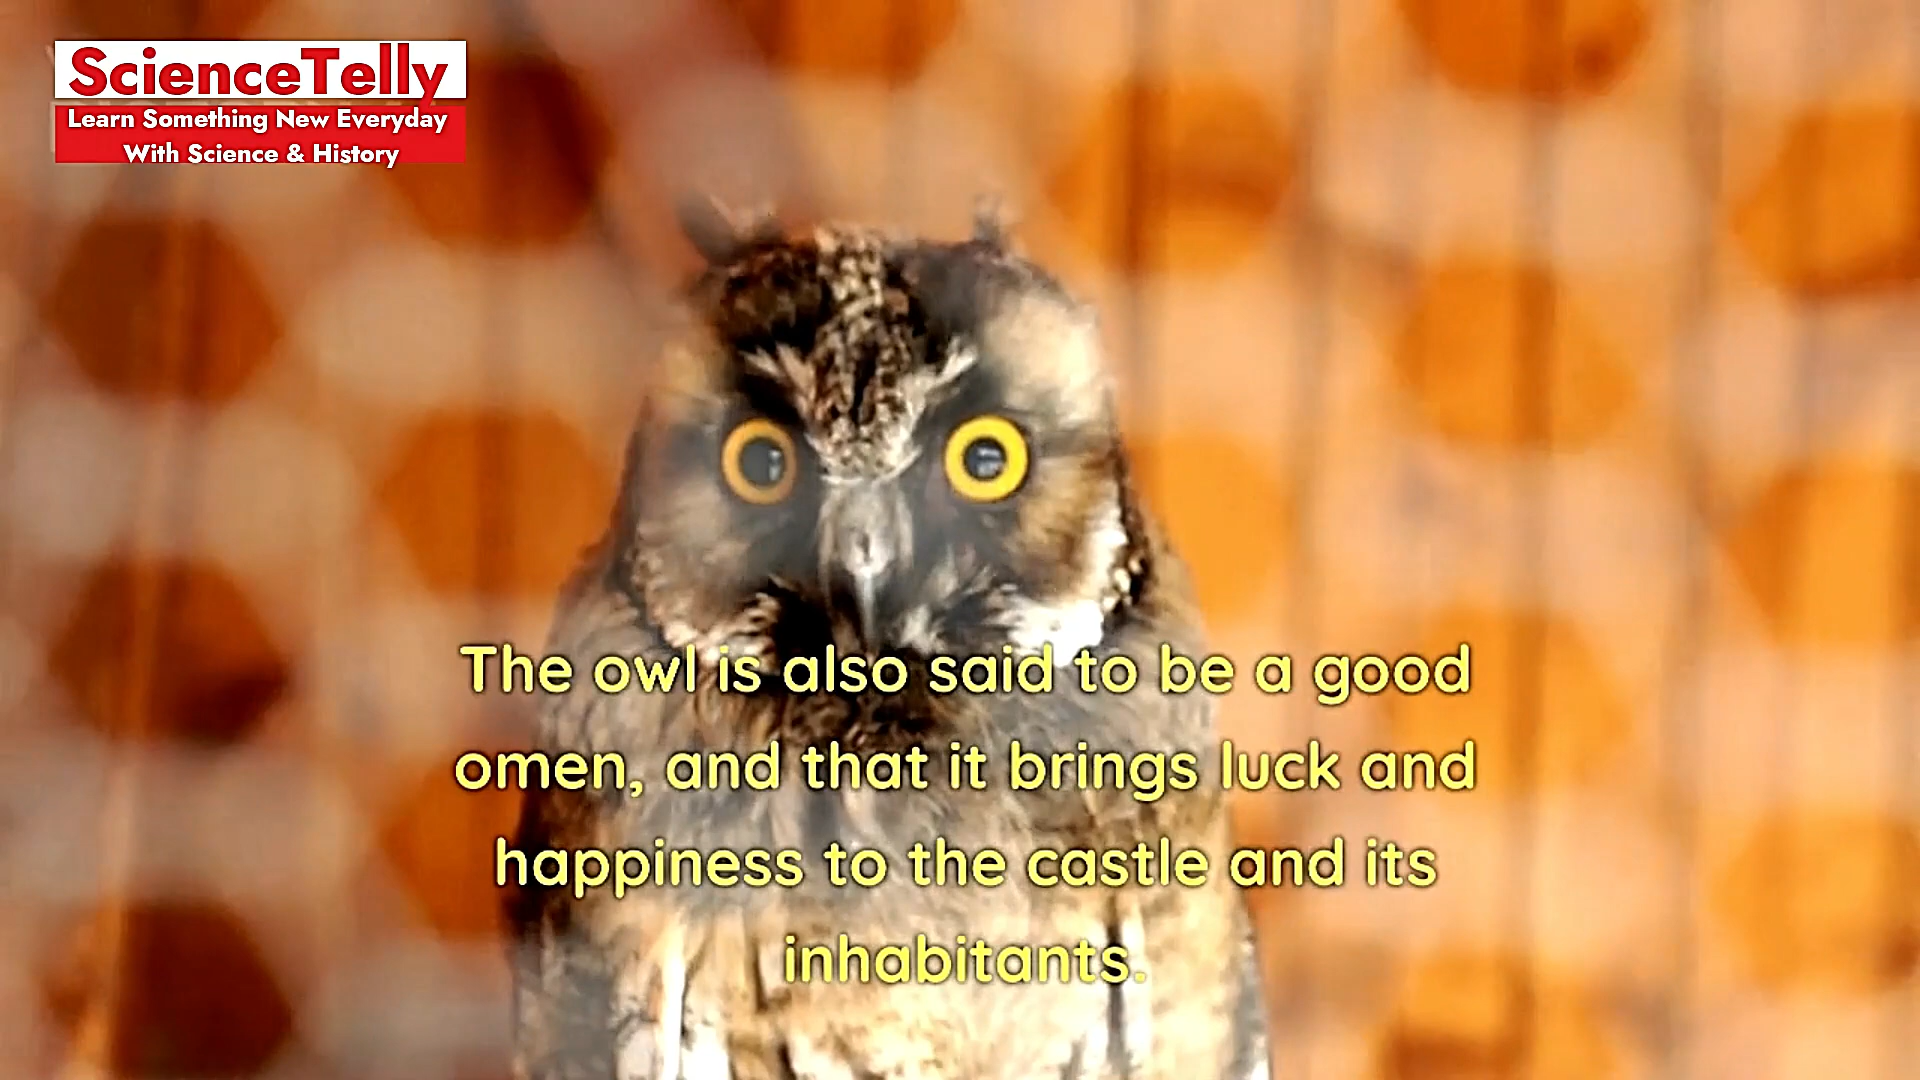 ScienceTelly
Learn Something New Everyday
With Science & History
The owl is also said to be a good
omen, and that it brings luck and
happiness to the castle and its
inhabitants.